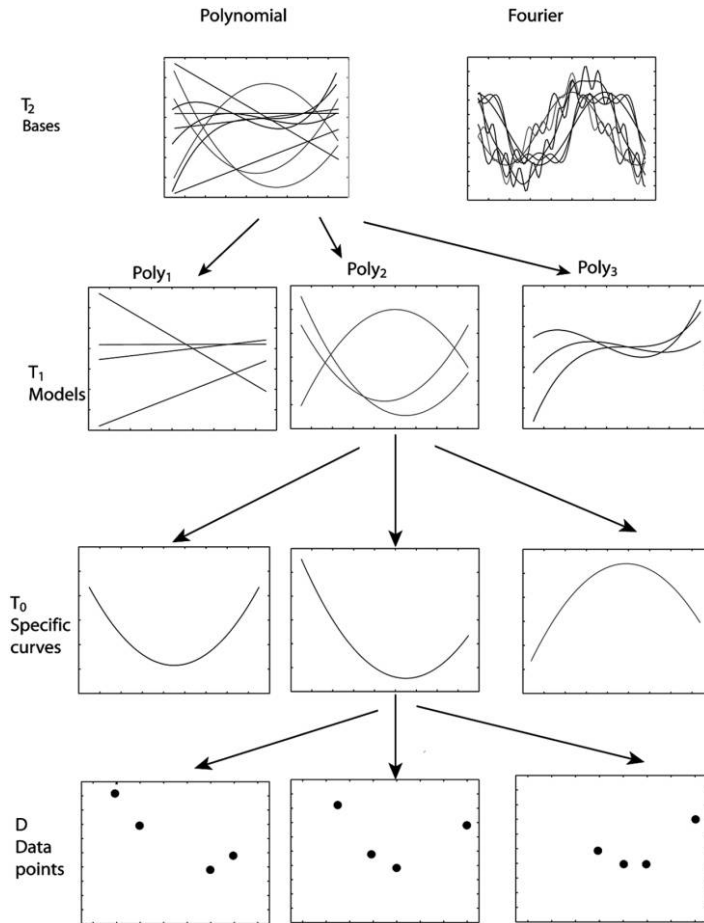 Polynomial
Fourier
T₂
Bases
Poly₁
Poly₂
Poly₃
T₁
Models
T₀
Specific
curves
D
Data
points